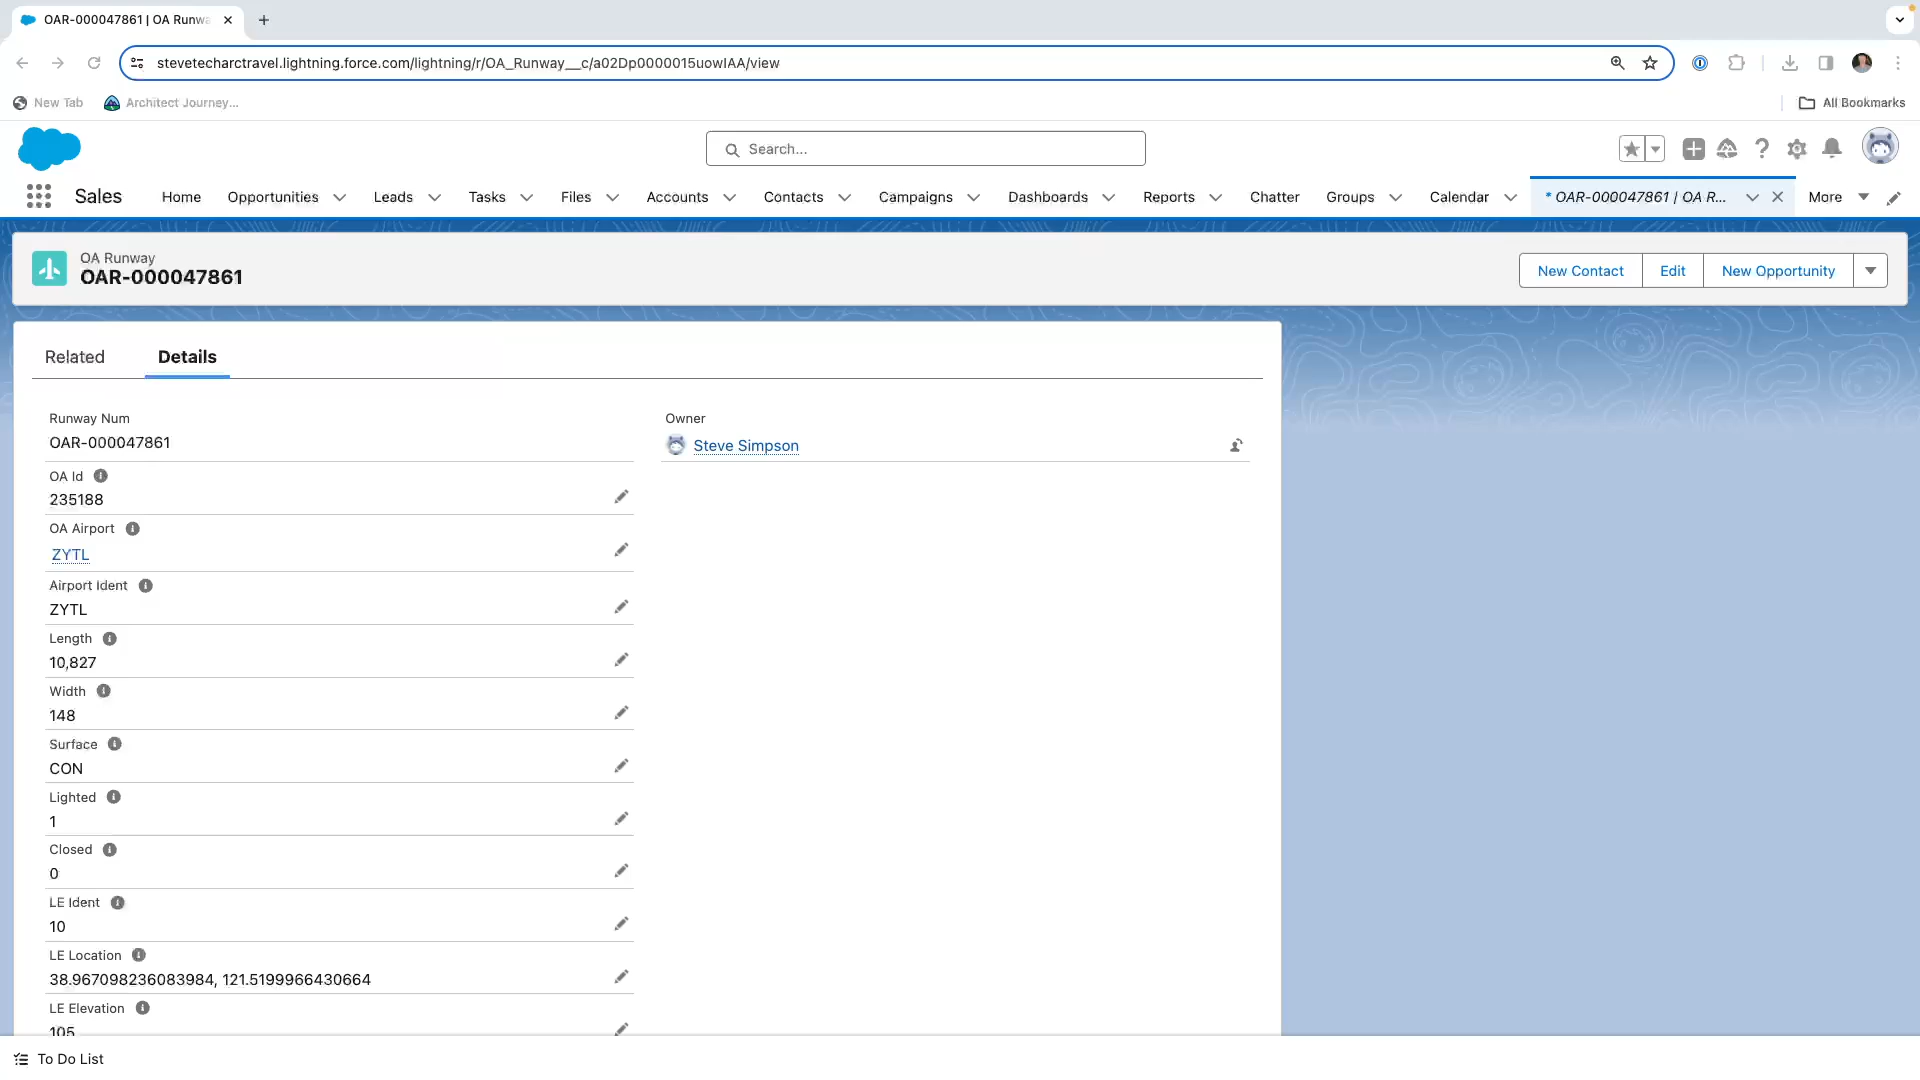 OAR-000047861 | OA Runwa
stevetecharctravel.lightning.force.com/lightning/r/OA_Runway__c/a02Dp0000015uowIAA/view
New Tab
Architect Journey...
All Bookmarks
Search...
Sales
Home
Opportunities
Leads
Tasks
Files
Accounts
Contacts
Campaigns
Dashboards
Reports
Chatter
Groups
Calendar
* OAR-000047861 | OA R...
More
OA Runway
OAR-000047861
New Contact
Edit
New Opportunity
Related
Details
Runway Num
OAR-000047861
Owner
Steve Simpson
OA Id
235188
OA Airport
ZYTL
Airport Ident
ZYTL
Length
10,827
Width
148
Surface
CON
Lighted
1
Closed
0
LE Ident
10
LE Location
38.967098236083984, 121.5199966430664
LE Elevation
105
To Do List